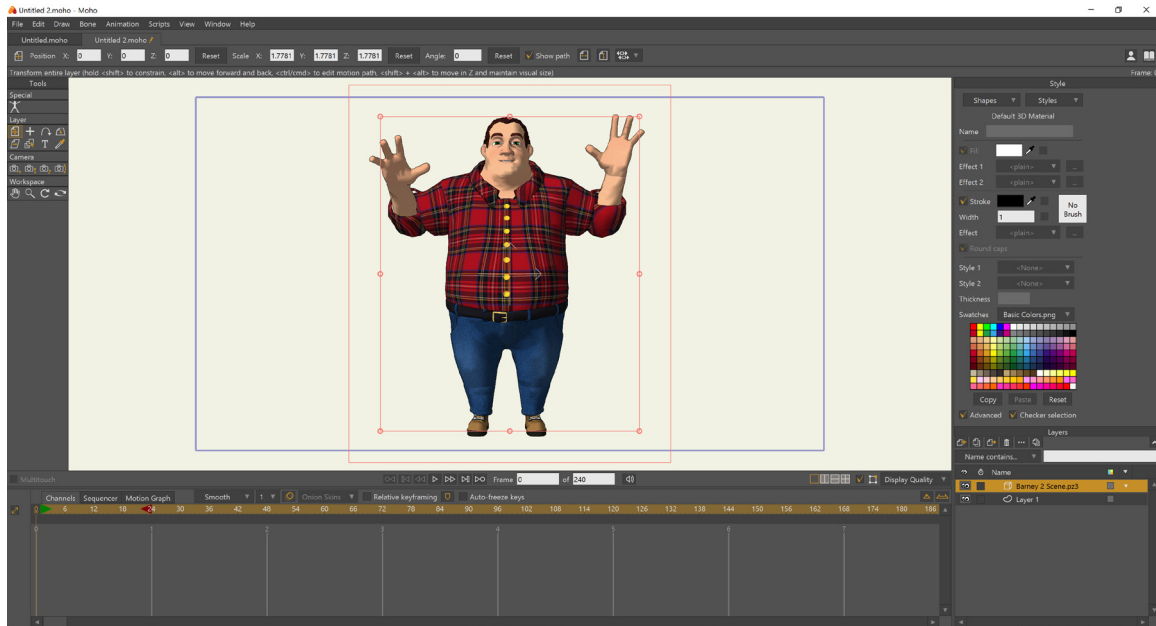 Untitled 2.moho - Moho
File Edit Draw Bone Animation Scripts View Window Help
Untitled.moho Untitled 2.moho *
Position X: 0 Y: 0 Z: 0 Reset Scale X: 1.7781 Y: 1.7781 Z: 1.7781 Reset Angle: 0 Reset Show path
Transform entire layer (hold <shift> to constrain, <alt> to move forward and back, <ctrl/cmd> to edit motion path, <shift> + <alt> to move in Z and maintain visual size) Frame: 0
Tools
Special
Layer
Camera
Workspace
Style
Shapes Styles
Default 3D Material
Name
Fill
Effect 1 <plain> ...
Effect 2 <plain> ...
Stroke
No Brush
Width 1
Effect <plain> ...
Round caps
Style 1 <None>
Style 2 <None>
Thickness
Swatches Basic Colors.png
Copy Paste Reset
Advanced Checker selection
Layers
Name contains...
Name
Barney 2 Scene.pz3
Layer 1
Multitouch Frame 0 of 240 Display Quality
Channels Sequencer Motion Graph Smooth 1 Onion Skins Relative keyframing Auto-freeze keys
0 6 12 18 24 30 36 42 48 54 60 66 72 78 84 90 96 102 108 114 120 126 132 138 144 150 156 162 168 174 180 186
0 1 2 3 4 5 6 7